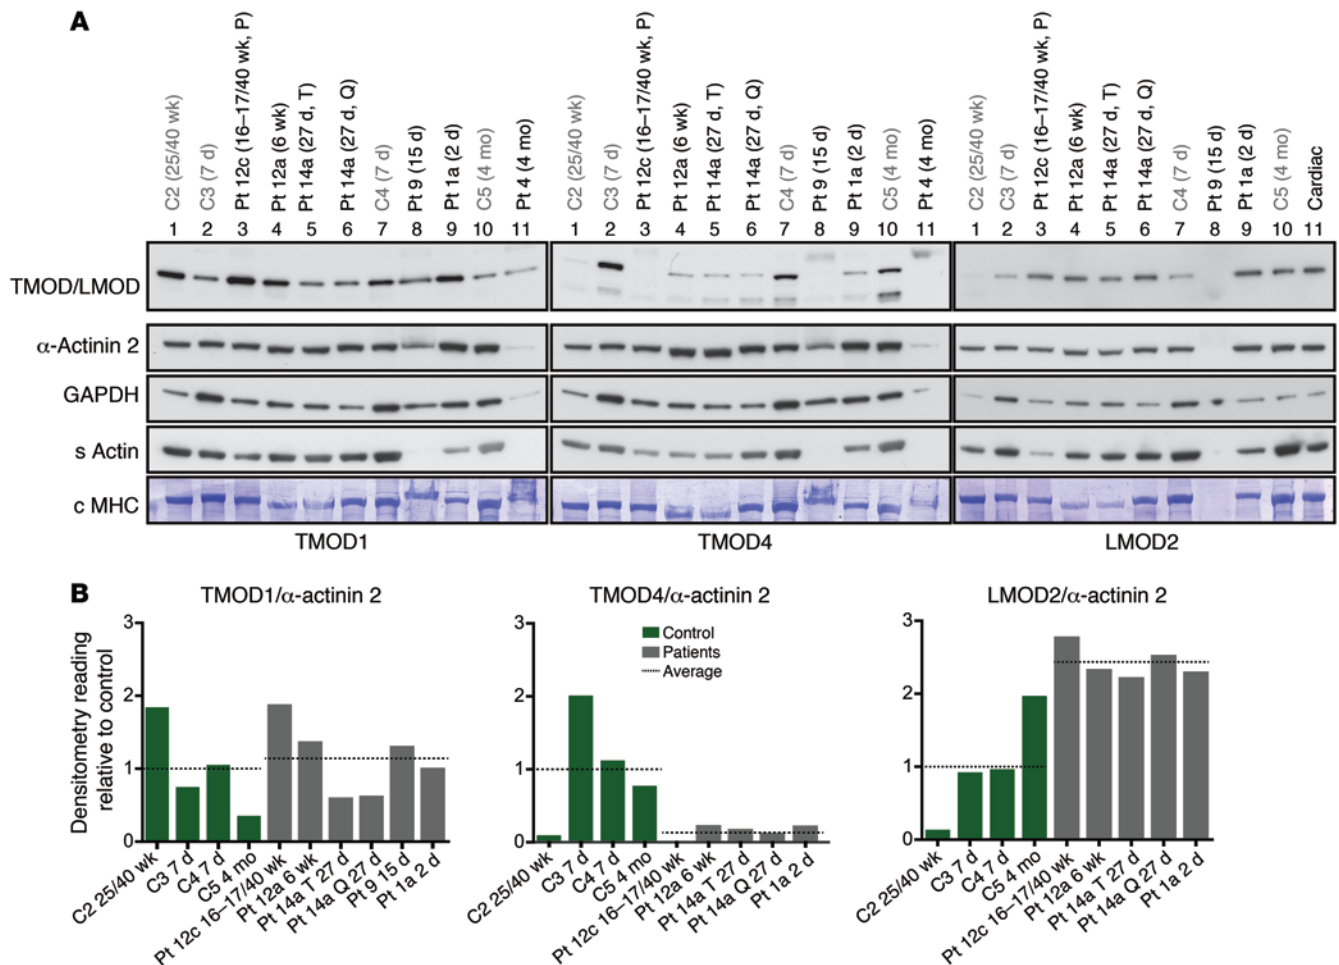 A
C2 (25/40 wk)
C3 (7 d)
Pt 12c (16–17/40 wk, P)
Pt 12a (6 wk)
Pt 14a (27 d, T)
Pt 14a (27 d, Q)
C4 (7 d)
Pt 9 (15 d)
Pt 1a (2 d)
C5 (4 mo)
Pt 4 (4 mo)
C2 (25/40 wk)
C3 (7 d)
Pt 12c (16–17/40 wk, P)
Pt 12a (6 wk)
Pt 14a (27 d, T)
Pt 14a (27 d, Q)
C4 (7 d)
Pt 9 (15 d)
Pt 1a (2 d)
C5 (4 mo)
Pt 4 (4 mo)
C2 (25/40 wk)
C3 (7 d)
Pt 12c (16–17/40 wk, P)
Pt 12a (6 wk)
Pt 14a (27 d, T)
Pt 14a (27 d, Q)
C4 (7 d)
Pt 9 (15 d)
Pt 1a (2 d)
C5 (4 mo)
Cardiac
1 2 3 4 5 6 7 8 9 10 11 1 2 3 4 5 6 7 8 9 10 11 1 2 3 4 5 6 7 8 9 10 11
TMOD/LMOD
α-Actinin 2
GAPDH
s Actin
c MHC
TMOD1 TMOD4 LMOD2
B
TMOD1/α-actinin 2
Densitometry reading
relative to control
3
2
1
0
C2 25/40 wk
C3 7 d
C4 7 d
C5 4 mo
Pt 12c 16–17/40 wk
Pt 12a 6 wk
Pt 14a T 27 d
Pt 14a Q 27 d
Pt 9 15 d
Pt 1a 2 d
TMOD4/α-actinin 2
Control
Patients
Average
3
2
1
0
C2 25/40 wk
C3 7 d
C4 7 d
C5 4 mo
Pt 12c 16–17/40 wk
Pt 12a 6 wk
Pt 14a T 27 d
Pt 14a Q 27 d
Pt 1a 2 d
LMOD2/α-actinin 2
3
2
1
0
C2 25/40 wk
C3 7 d
C4 7 d
C5 4 mo
Pt 12c 16–17/40 wk
Pt 12a 6 wk
Pt 14a T 27 d
Pt 14a Q 27 d
Pt 1a 2 d